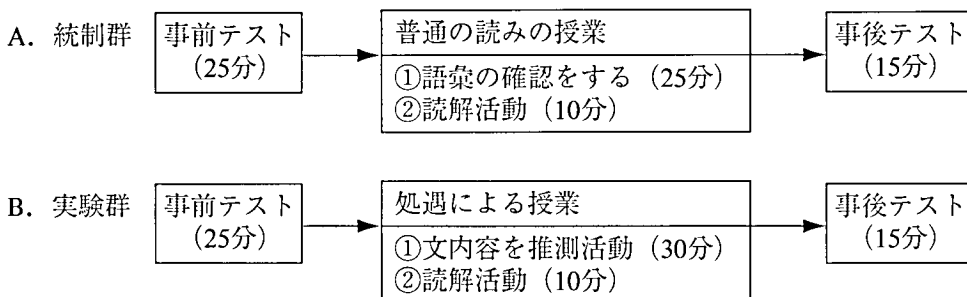 A. 統制群
事前テスト
(25分)
普通の読みの授業
①語彙の確認をする (25分)
②読解活動 (10分)
事後テスト
(15分)
B. 実験群
事前テスト
(25分)
処遇による授業
①文内容を推測活動 (30分)
②読解活動 (10分)
事後テスト
(15分)